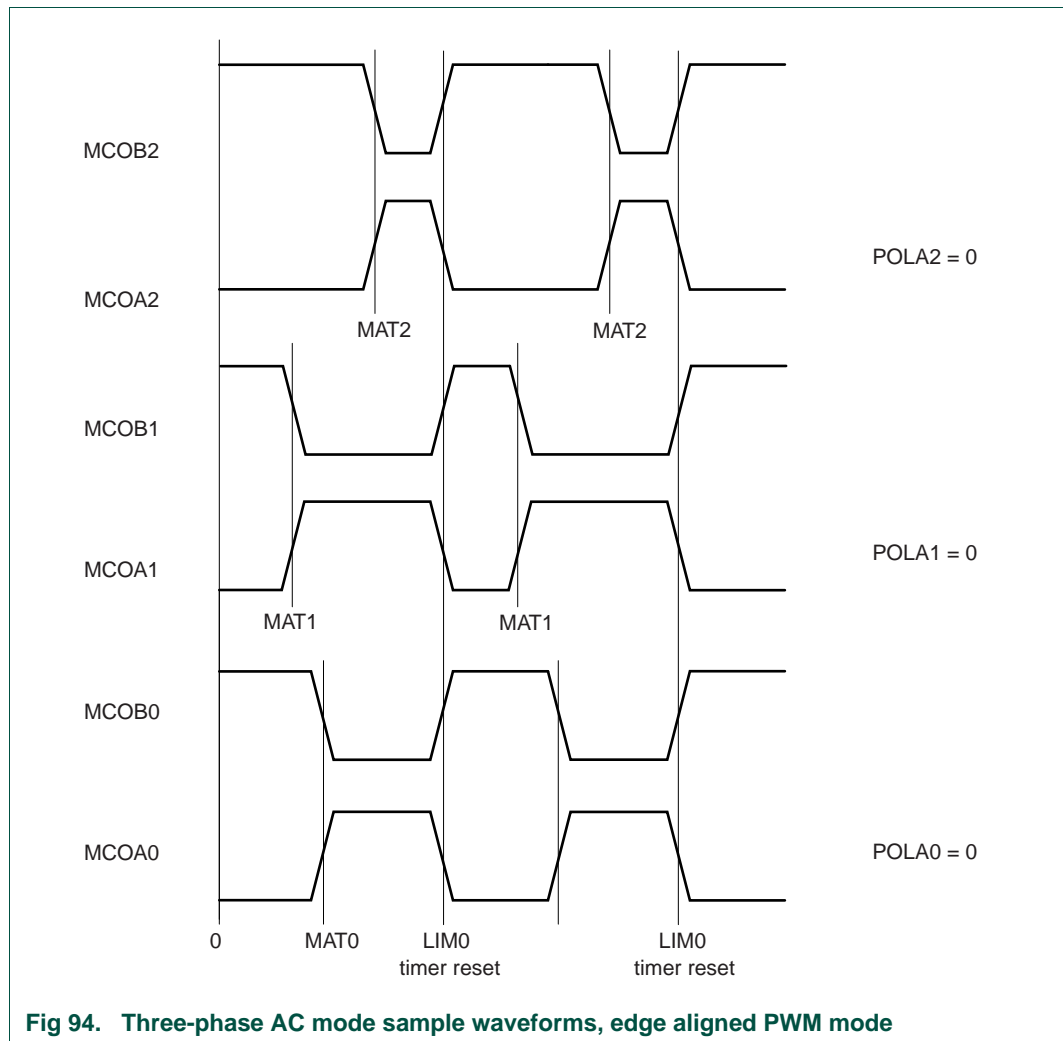 MCOB2
POLA2 = 0
MCOA2
MAT2 MAT2
MCOB1
POLA1 = 0
MCOA1
MAT1 MAT1
MCOB0
MCOA0 POLA0 = 0
0 MAT0 LIM0 LIM0
timer reset timer reset
Fig 94. Three-phase AC mode sample waveforms, edge aligned PWM mode